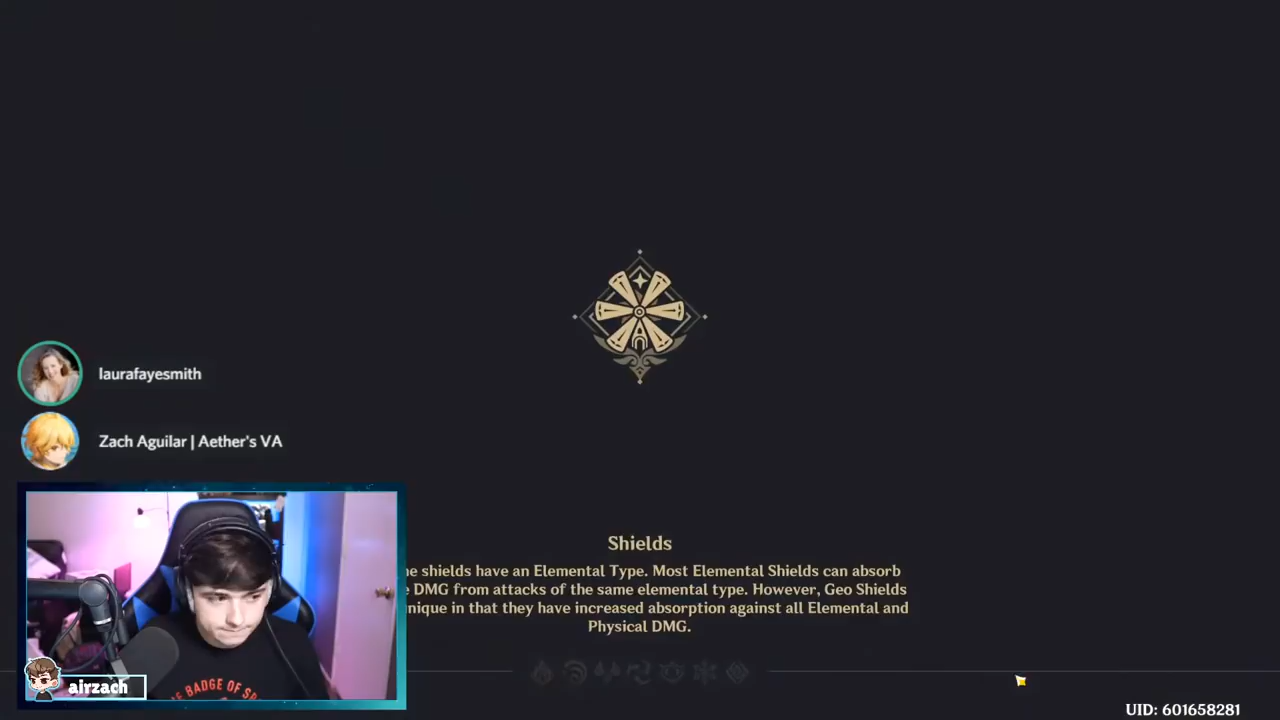 laurafayesmith
Zach Aguilar | Aether's VA
Shields
shields have an Elemental Type. Most Elemental Shields can absorb
DMG from attacks of the same elemental type. However, Geo Shields
in that they have increased absorption against all Elemental and
Physical DMG.
BADGE OF
airzach
UID: 601658281